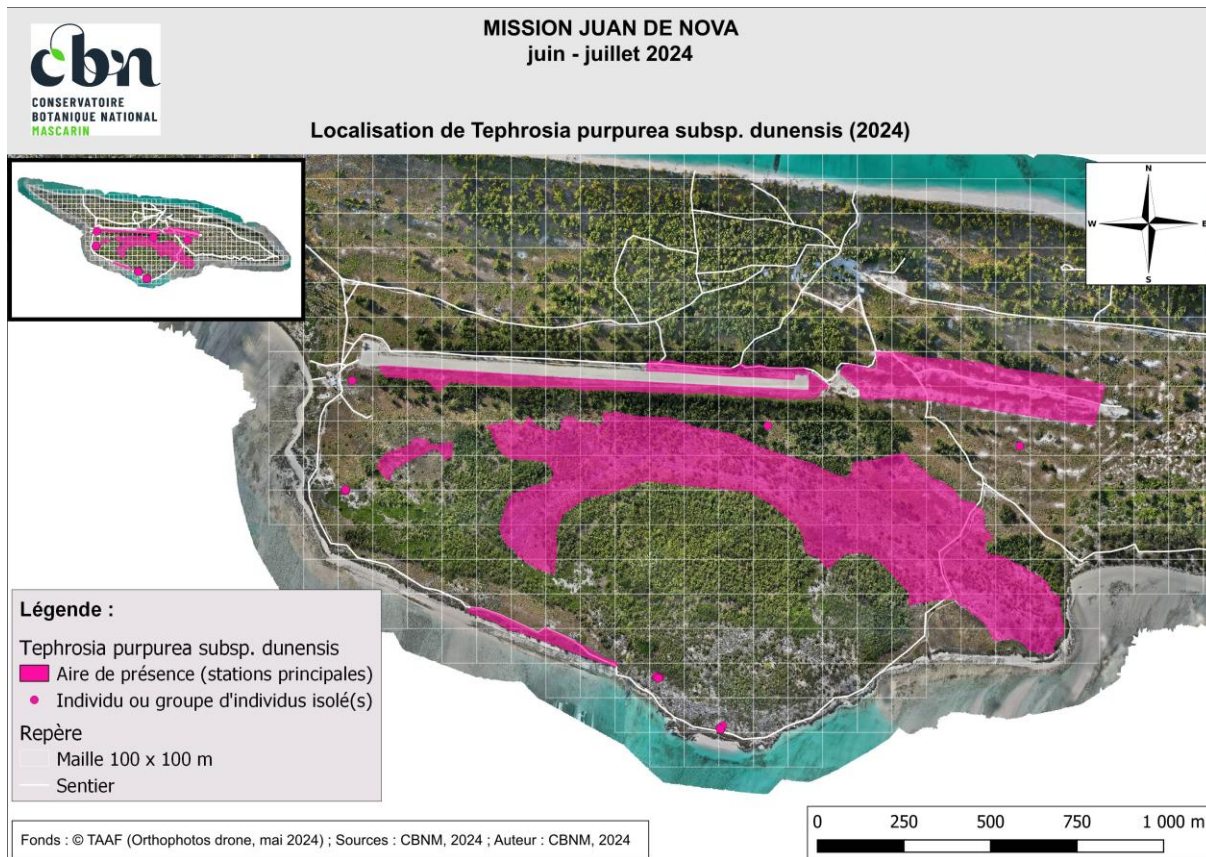 MISSION JUAN DE NOVA
juin - juillet 2024
cbn
CONSERVATOIRE
BOTANIQUE NATIONAL
MASCARIN
Localisation de Tephrosia purpurea subsp. dunensis (2024)
N
W
E
S
Légende :
Tephrosia purpurea subsp. dunensis
Aire de présence (stations principales)
Individu ou groupe d'individus isolé(s)
Repère
Maille 100 x 100 m
Sentier
Fonds : © TAAF (Orthophotos drone, mai 2024) ; Sources : CBNM, 2024 ; Auteur : CBNM, 2024
0 250 500 750 1 000 m